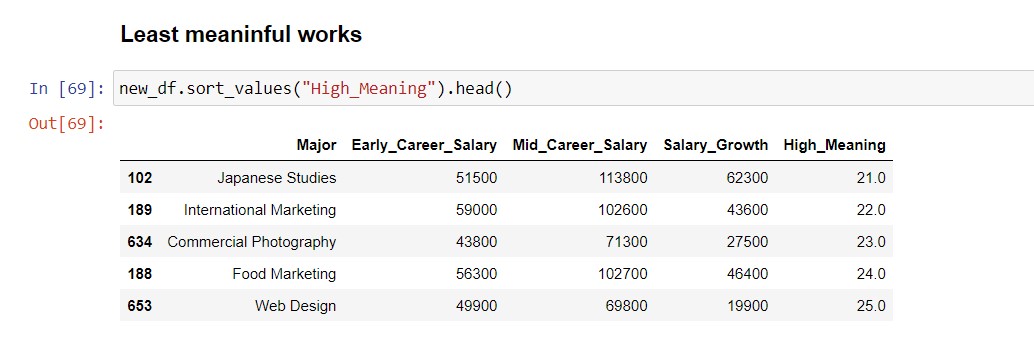 Least meaninful works
In [69]: new_df.sort_values("High_Meaning").head()
Out[69]:
Major Early_Career_Salary Mid_Career_Salary Salary_Growth High_Meaning
102 Japanese Studies 51500 113800 62300 21.0
189 International Marketing 59000 102600 43600 22.0
634 Commercial Photography 43800 71300 27500 23.0
188 Food Marketing 56300 102700 46400 24.0
653 Web Design 49900 69800 19900 25.0